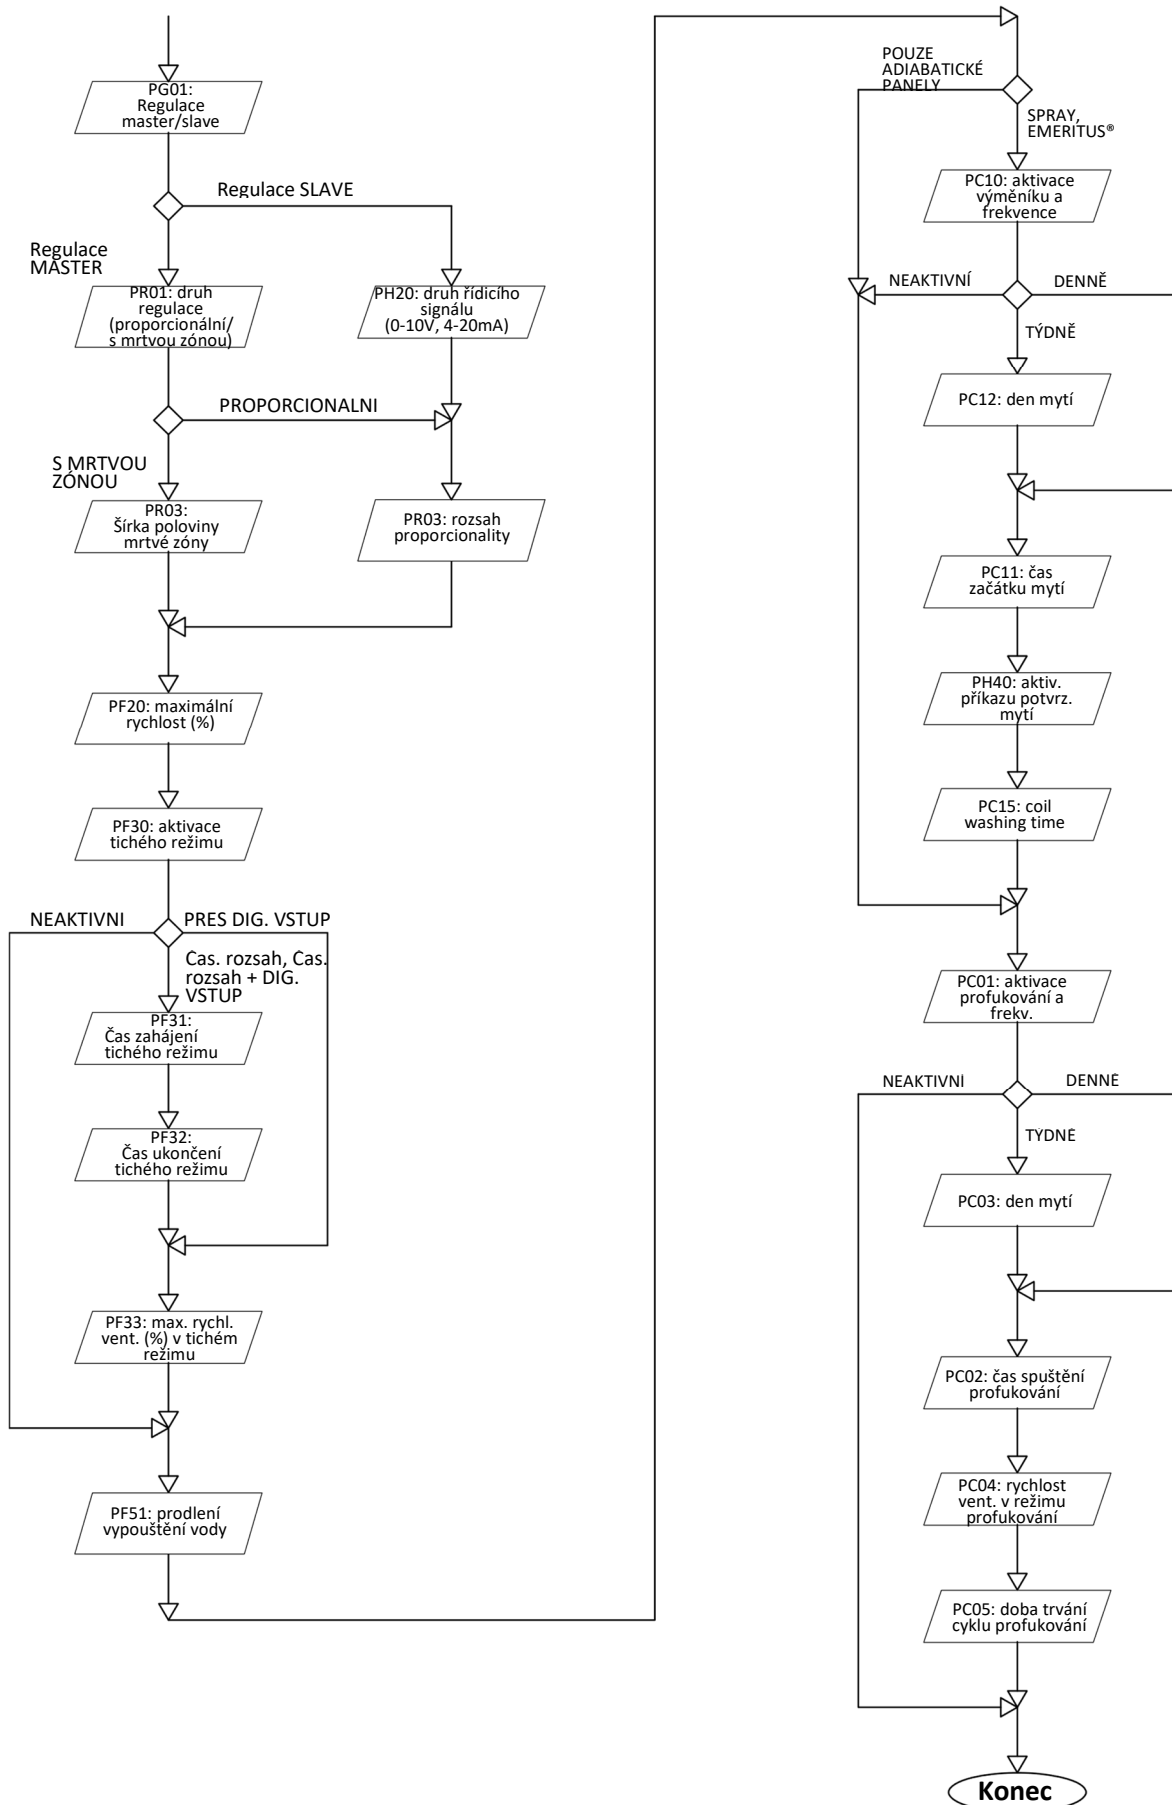 PG01:
Regulace
master/slave
Regulace SLAVE
Regulace
MASTER
PR01: druh
regulace
(proporcionální/
s mrtvou zónou)
PH20: druh řídicího
signálu
(0-10V, 4-20mA)
PROPORCIONALNI
S MRTVOU
ZÓNOU
PR03:
Šírka poloviny
mrtvé zóny
PR03: rozsah
proporcionality
PF20: maximální
rychlost (%)
PF30: aktivace
tichého režimu
NEAKTIVNI
PRES DIG. VSTUP
Cas. rozsah, Cas.
rozsah + DIG.
VSTUP
PF31:
Čas zahájení
tichého režimu
PF32:
Čas ukončení
tichého režimu
PF33: max. rychl.
vent. (%) v tichém
režimu
PF51: prodlení
vypouštění vody
POUZE
ADIABATICKÉ
PANELY
SPRAY,
EMERITUS®
PC10: aktivace
výměníku a
frekvence
NEAKTIVNÍ
DENNĚ
TÝDNĚ
PC12: den mytí
PC11: čas
začátku mytí
PH40: aktiv.
příkazu potvrz.
mytí
PC15: coil
washing time
PC01: aktivace
profukování a
frekv.
NEAKTIVNI
DENNE
TYDNE
PC03: den mytí
PC02: čas spuštění
profukování
PC04: rychlost
vent. v režimu
profukování
PC05: doba trvání
cyklu profukování
Konec